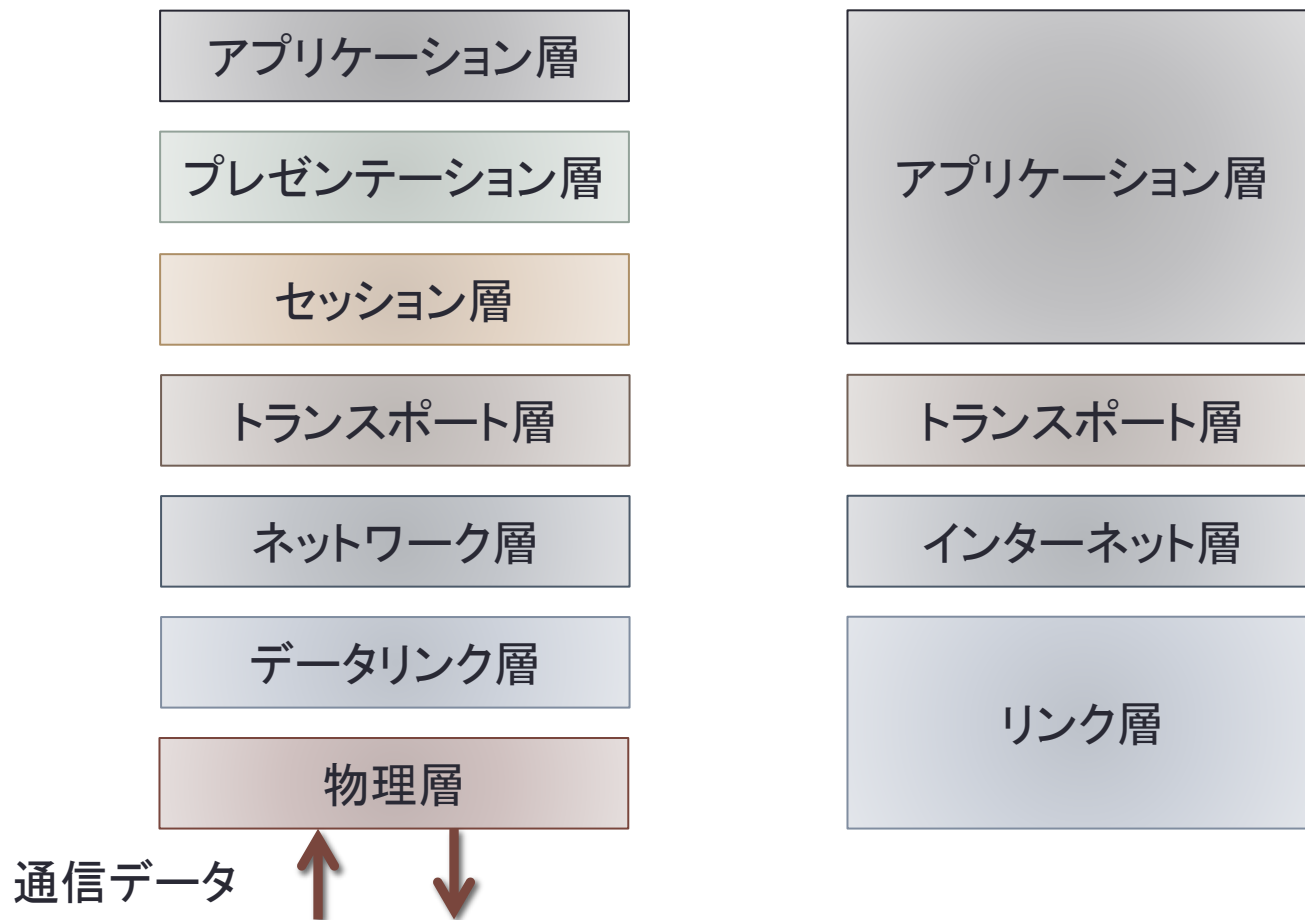 アプリケーション層
プレゼンテーション層
セッション層
トランスポート層
ネットワーク層
データリンク層
物理層
通信データ
アプリケーション層
トランスポート層
インターネット層
リンク層